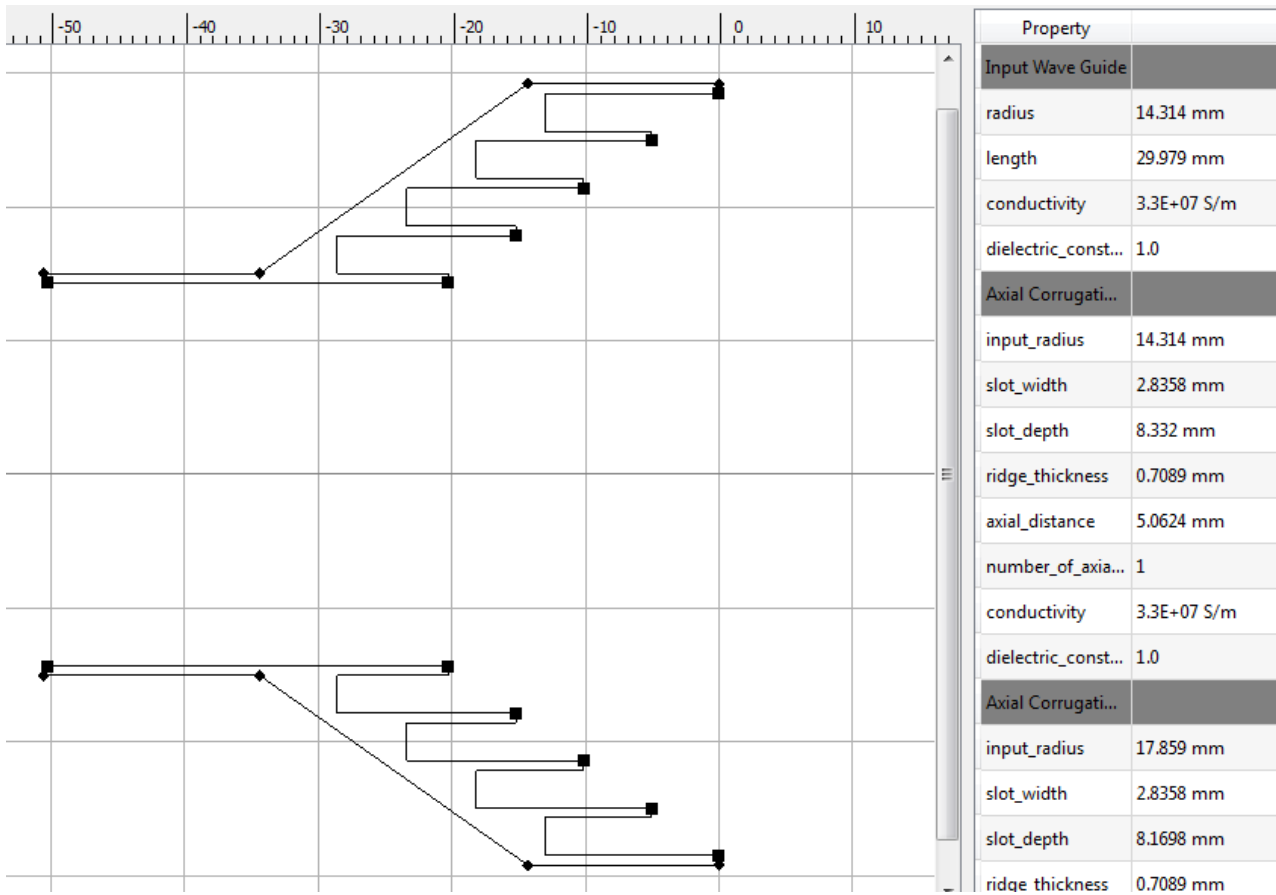 -50 -40 -30 -20 -10 0 10
Property
Input Wave Guide
radius 14.314 mm
length 29.979 mm
conductivity 3.3E+07 S/m
dielectric_const... 1.0
Axial Corrugati...
input_radius 14.314 mm
slot_width 2.8358 mm
slot_depth 8.332 mm
ridge_thickness 0.7089 mm
axial_distance 5.0624 mm
number_of_axia... 1
conductivity 3.3E+07 S/m
dielectric_const... 1.0
Axial Corrugati...
input_radius 17.859 mm
slot_width 2.8358 mm
slot_depth 8.1698 mm
ridge_thickness 0.7089 mm